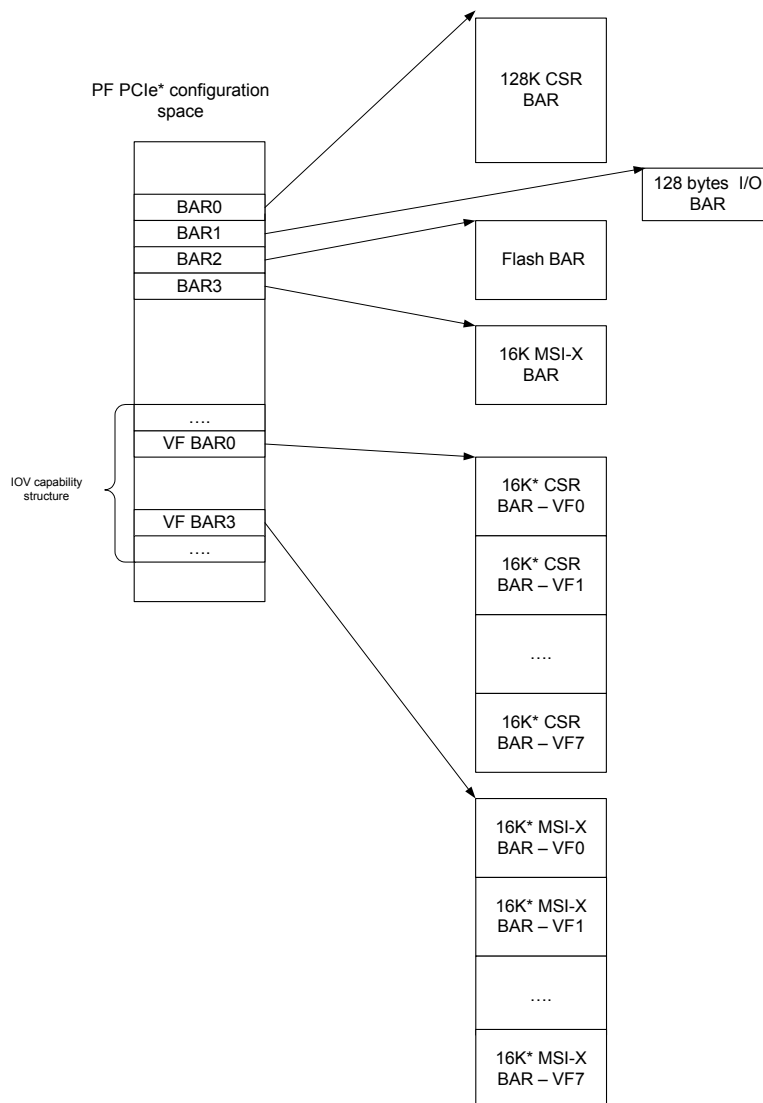 PF PCIe* configuration
space
128K CSR
BAR
128 bytes I/O
BAR
BAR0
BAR1
BAR2
BAR3
Flash BAR
16K MSI-X
BAR
....
VF BAR0
IOV capability
structure
VF BAR3
....
16K* CSR
BAR – VF0
16K* CSR
BAR – VF1
....
16K* CSR
BAR – VF7
16K* MSI-X
BAR – VF0
16K* MSI-X
BAR – VF1
....
16K* MSI-X
BAR – VF7